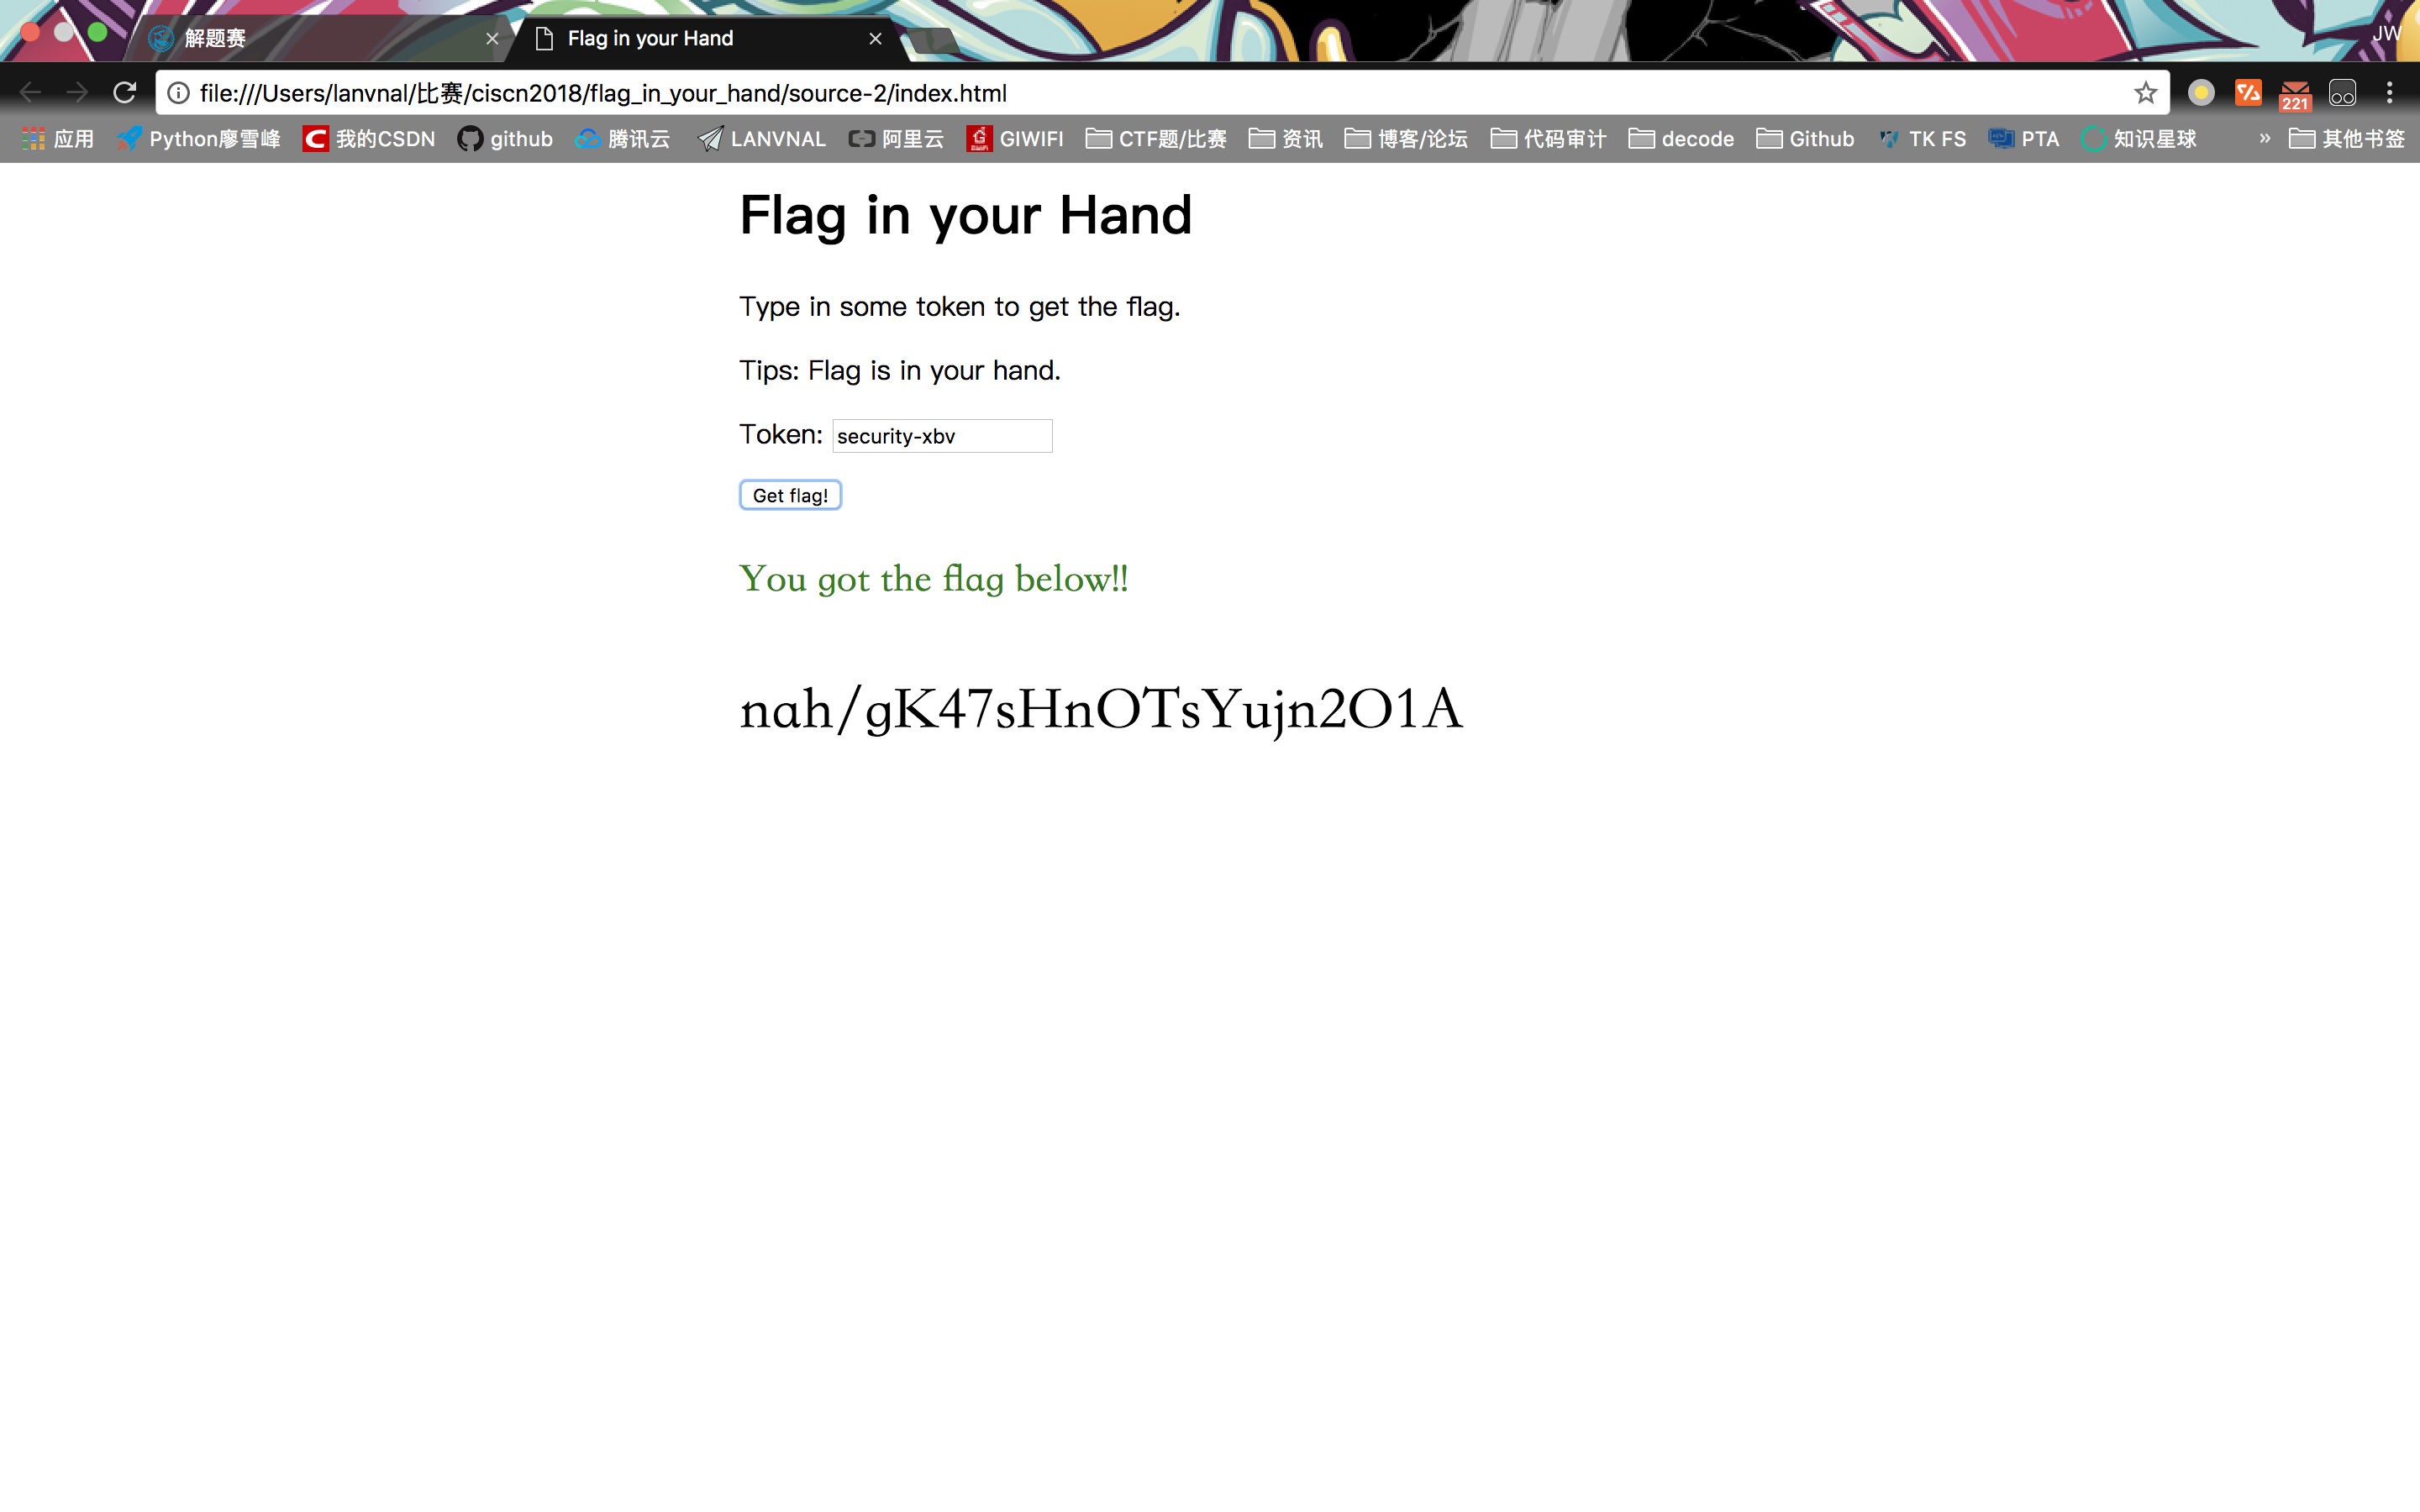 解题赛
Flag in your Hand
JW
file:///Users/lanvnal/比赛/ciscn2018/flag_in_your_hand/source-2/index.html
221
应用 Python廖雪峰 我的CSDN github 腾讯云 LANVNAL 阿里云 GIWIFI CTF题/比赛 资讯 博客/论坛 代码审计 decode Github TK FS PTA 知识星球 » 其他书签
Flag in your Hand
Type in some token to get the flag.
Tips: Flag is in your hand.
Token: security-xbv
Get flag!
You got the flag below!!
nah/gK47sHnOTsYujn2O1A